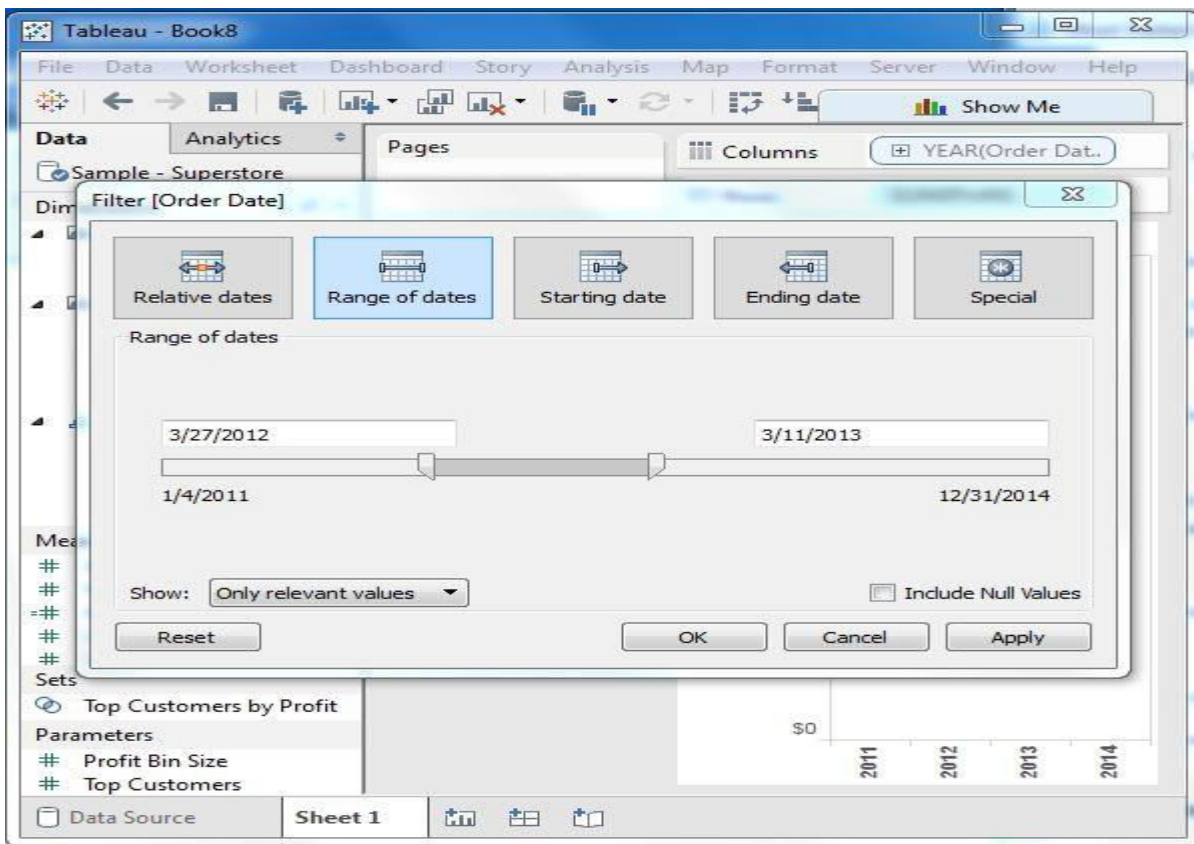 Tableau - Book8
File Data Worksheet Dashboard Story Analysis Map Format Server Window Help
Show Me
Data Analytics
Pages
Columns
YEAR(Order Dat..
Sample - Superstore
Filter [Order Date]
Relative dates Range of dates Starting date Ending date Special
Range of dates
3/27/2012 3/11/2013
1/4/2011 12/31/2014
Show: Only relevant values
Include Null Values
Reset OK Cancel Apply
Sets
Top Customers by Profit
Parameters
Profit Bin Size
Top Customers
$0
2011 2012 2013 2014
Data Source Sheet 1